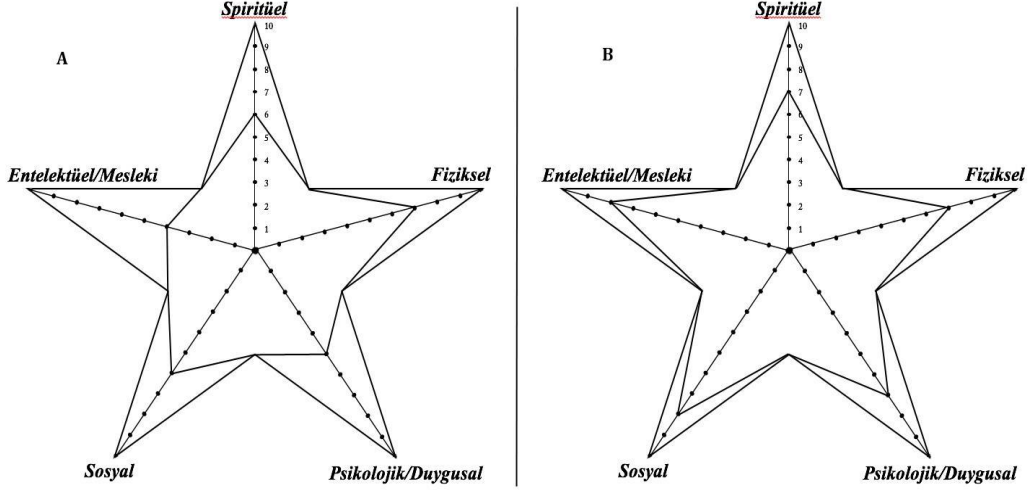 A
Spiritüel
10
9
8
7
6
5
4
3
2
1
Entelektüel/Mesleki
Fiziksel
Sosyal
Psikolojik/Duygusal
B
Spiritüel
10
9
8
7
6
5
4
3
2
1
Entelektüel/Mesleki
Fiziksel
Sosyal
Psikolojik/Duygusal